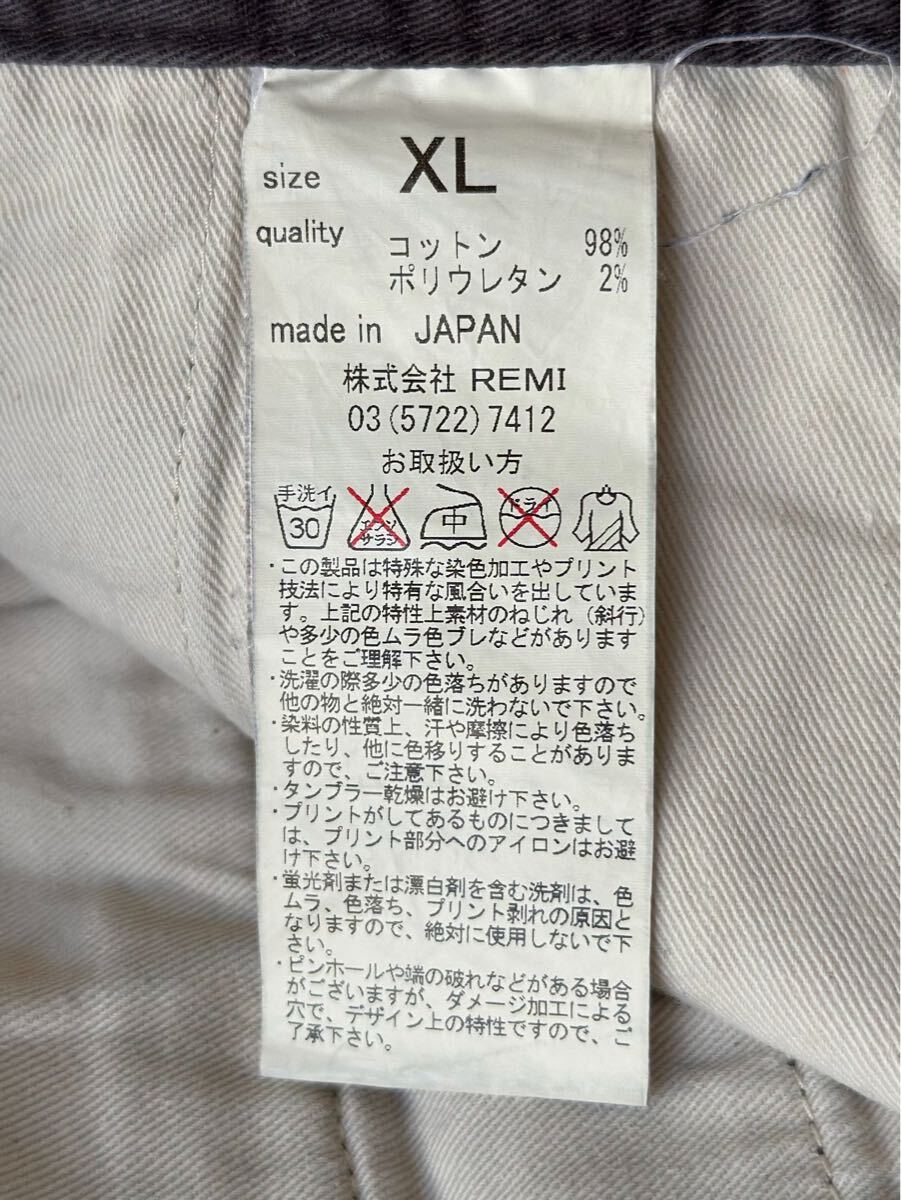 size XL
quality コットン 98%
ポリウレタン 2%
made in JAPAN
株式会社 REMI
03(5722)7412
お取扱い方
手洗イ 30 エンソサラシ 中 ドライ
・この製品は特殊な染色加工やプリント
技法により特有な風合いを出していま
す。上記の特性上素材のねじれ(斜行)
や多少の色ムラ色ブレなどがあります
ことをご理解下さい。
・洗濯の際多少の色落ちがありますので
他の物と絶対一緒に洗わないで下さい。
・染料の性質上、汗や摩擦により色落ち
したり、他に色移りすることがありま
すので、ご注意下さい。
・タンブラー乾燥はお避け下さい。
・プリントがしてあるものにつきまして
は、プリント部分へのアイロンはお避
け下さい。
・蛍光剤または漂白剤を含む洗剤は、色
ムラ、色落ち、プリント剥れの原因と
なりますので、絶対に使用しないで下
さい。
・ピンホールや端の破れなどがある場合
がございますが、ダメージ加工による
穴で、デザイン上の特性ですので、ご
了承下さい。